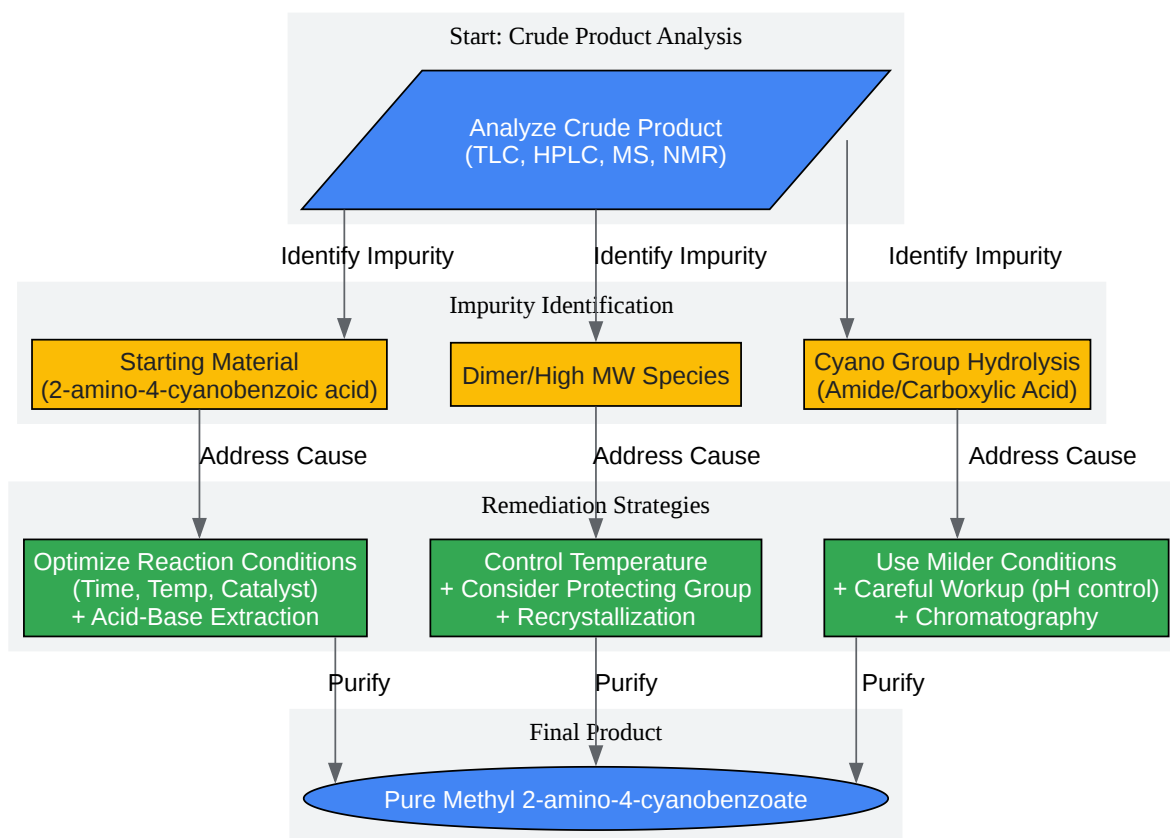 Start: Crude Product Analysis
Analyze Crude Product
(TLC, HPLC, MS, NMR)
Identify Impurity
Identify Impurity
Identify Impurity
Impurity Identification
Starting Material
(2-amino-4-cyanobenzoic acid)
Dimer/High MW Species
Cyano Group Hydrolysis
(Amide/Carboxylic Acid)
Address Cause
Address Cause
Address Cause
Remediation Strategies
Optimize Reaction Conditions
(Time, Temp, Catalyst)
+ Acid-Base Extraction
Control Temperature
+ Consider Protecting Group
+ Recrystallization
Use Milder Conditions
+ Careful Workup (pH control)
+ Chromatography
Purify
Purify
Purify
Final Product
Pure Methyl 2-amino-4-cyanobenzoate